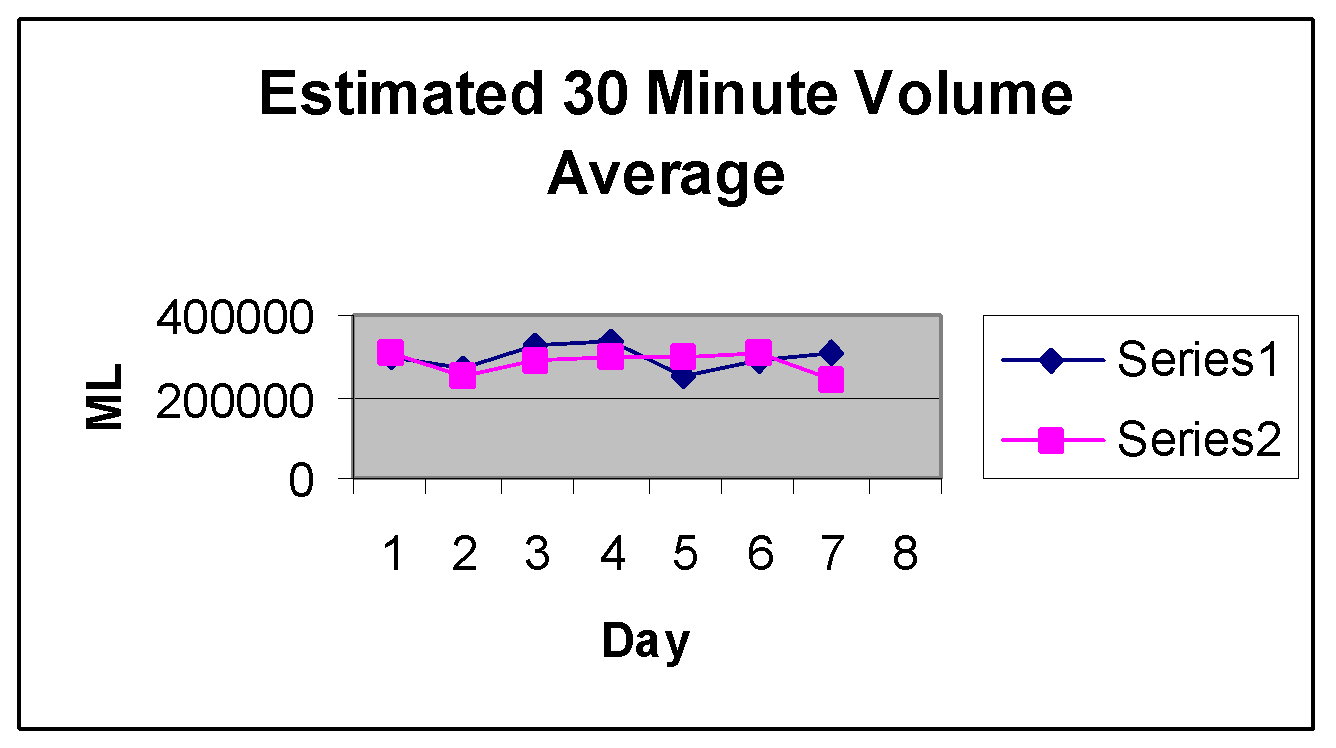 Estimated 30 Minute Volume
Average
400000
200000
0
ML
1 2 3 4 5 6 7 8
Day
Series1
Series2